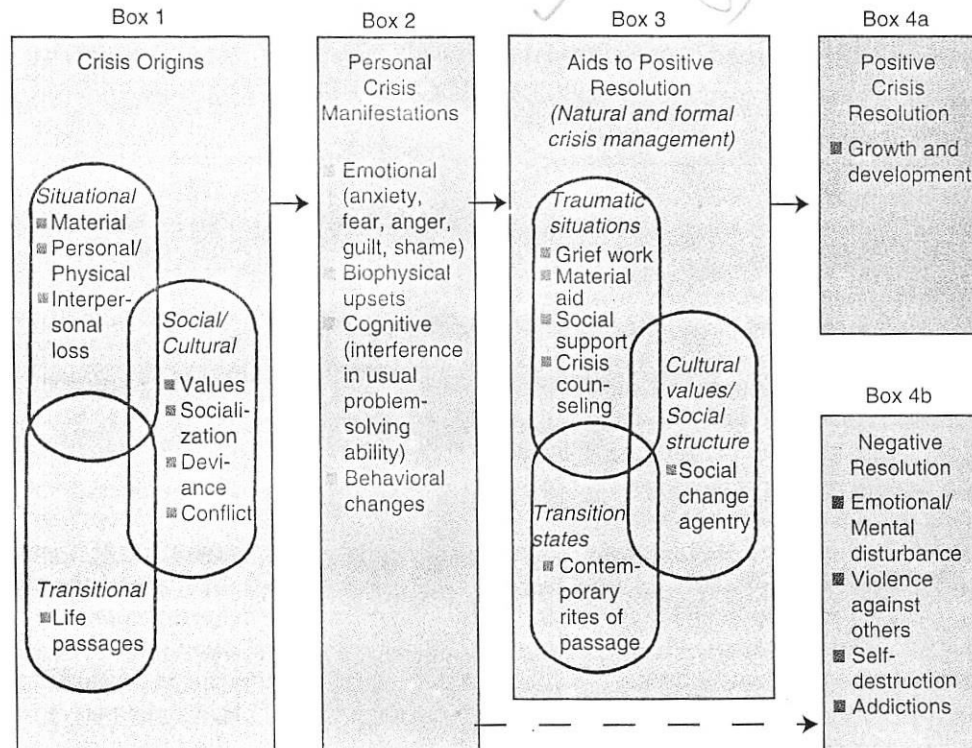 Box 1
Crisis Origins
Situational
Material
Personal/
Physical
Interper-
sonal
loss
Social/
Cultural
Values
Sociali-
zation
Devi-
ance
Conflict
Transitional
Life
passages
Box 2
Personal
Crisis
Manifestations
Emotional
(anxiety,
fear, anger,
guilt, shame)
Biophysical
upsets
Cognitive
(interference
in usual
problem-
solving
ability)
Behavioral
changes
Box 3
Aids to Positive
Resolution
(Natural and formal
crisis management)
Traumatic
situations
Grief work
Material
aid
Social
support
Crisis
coun-
seling
Cultural
values/
Social
structure
Social
change
agentry
Transition
states
Contem-
porary
rites of
passage
Box 4a
Positive
Crisis
Resolution
Growth and
development
Box 4b
Negative
Resolution
Emotional/
Mental
disturbance
Violence
against
others
Self-
destruction
Addictions